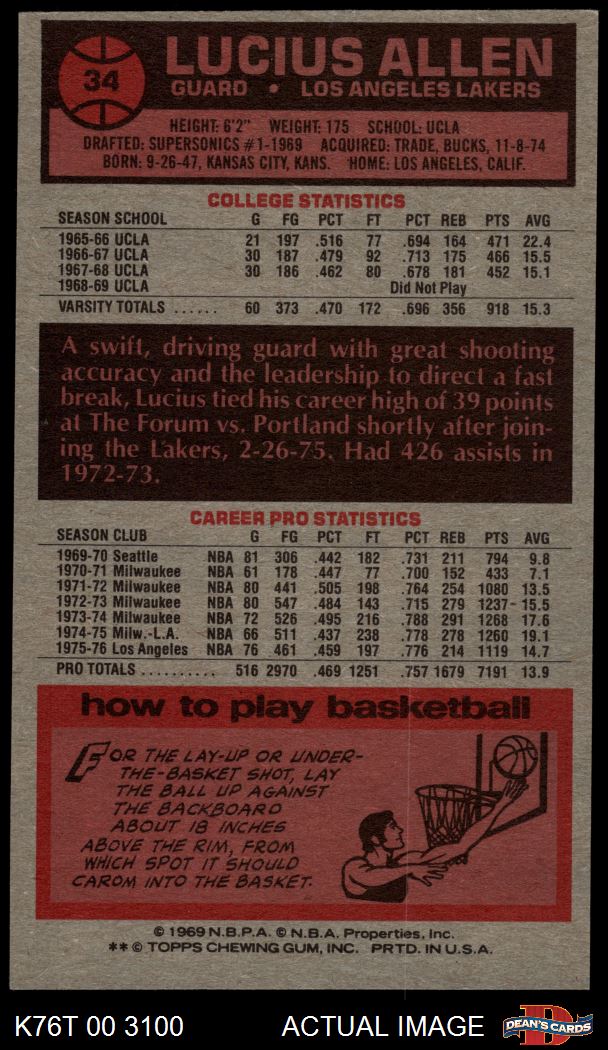 34
LUCIUS ALLEN
GUARD • LOS ANGELES LAKERS
HEIGHT: 6'2" WEIGHT: 175 SCHOOL: UCLA
DRAFTED: SUPERSONICS #1-1969 ACQUIRED: TRADE, BUCKS, 11-8-74
BORN: 9-26-47, KANSAS CITY, KANS. HOME: LOS ANGELES, CALIF.
COLLEGE STATISTICS
SEASON SCHOOL G FG PCT FT PCT REB PTS AVG
1965-66 UCLA 21 197 .516 77 .694 164 471 22.4
1966-67 UCLA 30 187 .479 92 .713 175 466 15.5
1967-68 UCLA 30 186 .462 80 .678 181 452 15.1
1968-69 UCLA Did Not Play
VARSITY TOTALS ...... 60 373 .470 172 .696 356 918 15.3
A swift, driving guard with great shooting
accuracy and the leadership to direct a fast
break, Lucius tied his career high of 39 points
at The Forum vs. Portland shortly after join-
ing the Lakers, 2-26-75. Had 426 assists in
1972-73.
CAREER PRO STATISTICS
SEASON CLUB G FG PCT FT PCT REB PTS AVG
1969-70 Seattle NBA 81 306 .442 182 .731 211 794 9.8
1970-71 Milwaukee NBA 61 178 .447 77 .700 152 433 7.1
1971-72 Milwaukee NBA 80 441 .505 198 .764 254 1080 13.5
1972-73 Milwaukee NBA 80 547 .484 143 .715 279 1237 15.5
1973-74 Milwaukee NBA 72 526 .495 216 .788 291 1268 17.6
1974-75 Milw.-L.A. NBA 66 511 .437 238 .778 278 1260 19.1
1975-76 Los Angeles NBA 76 461 .459 197 .776 214 1119 14.7
PRO TOTALS .......... 516 2970 .469 1251 .757 1679 7191 13.9
how to play basketball
FOR THE LAY-UP OR UNDER-
THE-BASKET SHOT, LAY
THE BALL UP AGAINST
THE BACKBOARD
ABOUT 18 INCHES
ABOVE THE RIM, FROM
WHICH SPOT IT SHOULD
CAROM INTO THE BASKET.
© 1969 N.B.P.A. © N.B.A. Properties, Inc.
** © TOPPS CHEWING GUM, INC. PRTD. IN U.S.A.
K76T 00 3100 ACTUAL IMAGE
D
DEAN'S CARDS